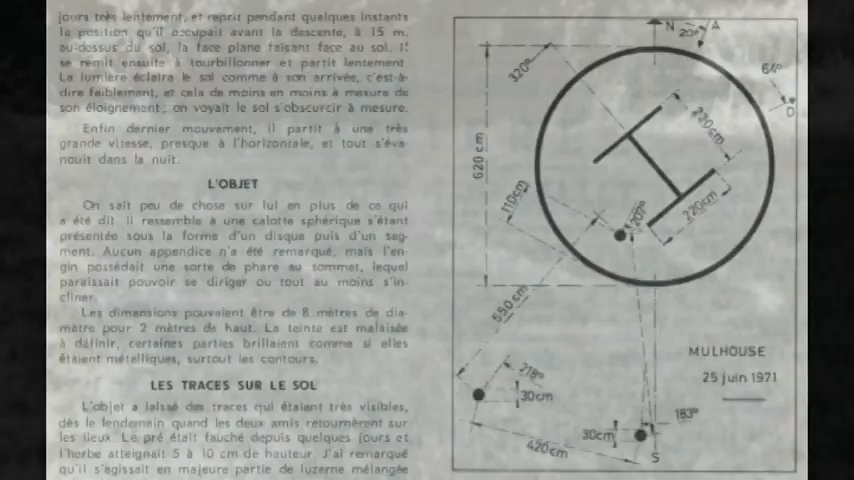 jours très lentement, et reprit pendant quelques instants
la position qu'il occupait avant la descente, à 15 m.
au-dessus du sol, la face plane faisant face au sol. Il
se remit ensuite à tourbillonner et partit lentement.
La lumière éclaira le sol comme à son arrivée, c'est-à-
dire faiblement, et cela de moins en moins à mesure de
son éloignement ; on voyait le sol s'obscurcir à mesure.
Enfin dernier mouvement, il partit à une très
grande vitesse, presque à l'horizontale, et tout s'éva-
nouit dans la nuit.
L'OBJET
On sait peu de chose sur lui en plus de ce qui
a été dit. Il ressemble à une calotte sphérique s'étant
présentée sous la forme d'un disque puis d'un seg-
ment. Aucun appendice n'a été remarqué, mais l'en-
gin possédait une sorte de phare au sommet, lequel
paraissait pouvoir se diriger ou tout au moins s'in-
cliner.
Les dimensions pouvaient être de 8 mètres de dia-
mètre pour 2 mètres de haut. La teinte est malaisée
à définir, certaines parties brillaient comme si elles
étaient métalliques, surtout les contours.
LES TRACES SUR LE SOL
L'objet a laissé des traces qui étaient très visibles,
dès le lendemain quand les deux amis retournèrent sur
les lieux. Le pré était fauché depuis quelques jours et
l'herbe atteignait 5 à 10 cm de hauteur. J'ai remarqué
qu'il s'agissait en majeure partie de luzerne mélangée
N
20°
A
320°
64°
D
220cm
620 cm
110cm
207°
220cm
550cm
MULHOUSE
25 juin 1971
218°
30cm
183°
30cm
420cm
S